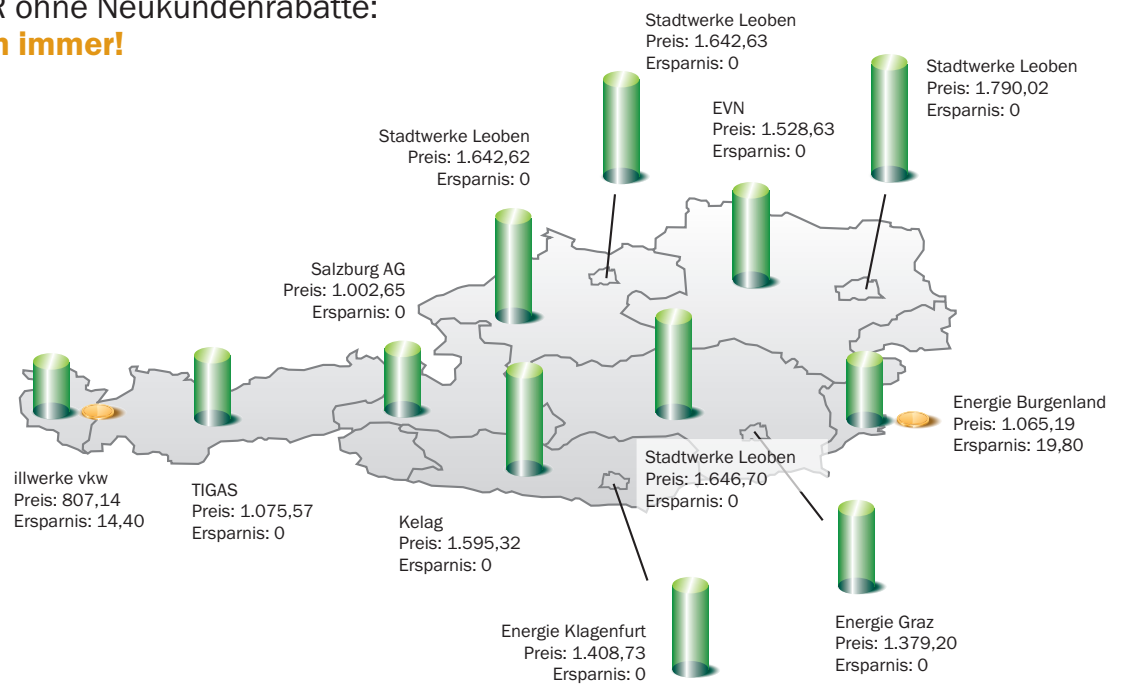 R ohne Neukundenrabatte:
immer!
Stadtwerke Leoben
Preis: 1.642,63
Ersparnis: 0
Stadtwerke Leoben
Preis: 1.790,02
Ersparnis: 0
EVN
Preis: 1.528,63
Ersparnis: 0
Stadtwerke Leoben
Preis: 1.642,62
Ersparnis: 0
Salzburg AG
Preis: 1.002,65
Ersparnis: 0
Energie Burgenland
Preis: 1.065,19
Ersparnis: 19,80
Stadtwerke Leoben
Preis: 1.646,70
Ersparnis: 0
illwerke vkw
Preis: 807,14
Ersparnis: 14,40
TIGAS
Preis: 1.075,57
Ersparnis: 0
Kelag
Preis: 1.595,32
Ersparnis: 0
Energie Klagenfurt
Preis: 1.408,73
Ersparnis: 0
Energie Graz
Preis: 1.379,20
Ersparnis: 0